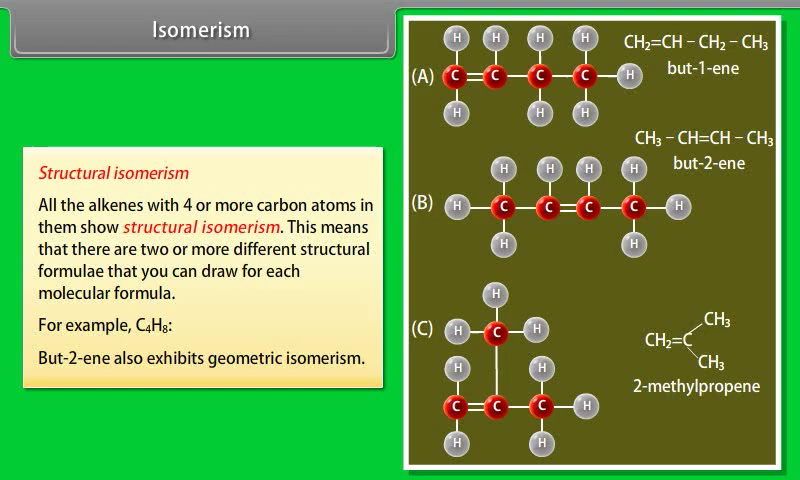 Isomerism
Structural isomerism
All the alkenes with 4 or more carbon atoms in
them show structural isomerism. This means
that there are two or more different structural
formulae that you can draw for each
molecular formula.
For example, C₄H₈:
But-2-ene also exhibits geometric isomerism.
H H H H
(A) C C C C H
H H H
CH₂=CH – CH₂ – CH₃
but-1-ene
CH₃ – CH=CH – CH₃
but-2-ene
H H H H
(B) H C C C C H
H H
H
(C) H C H
H H
C C C H
H H
CH₃
CH₂=C
CH₃
2-methylpropene